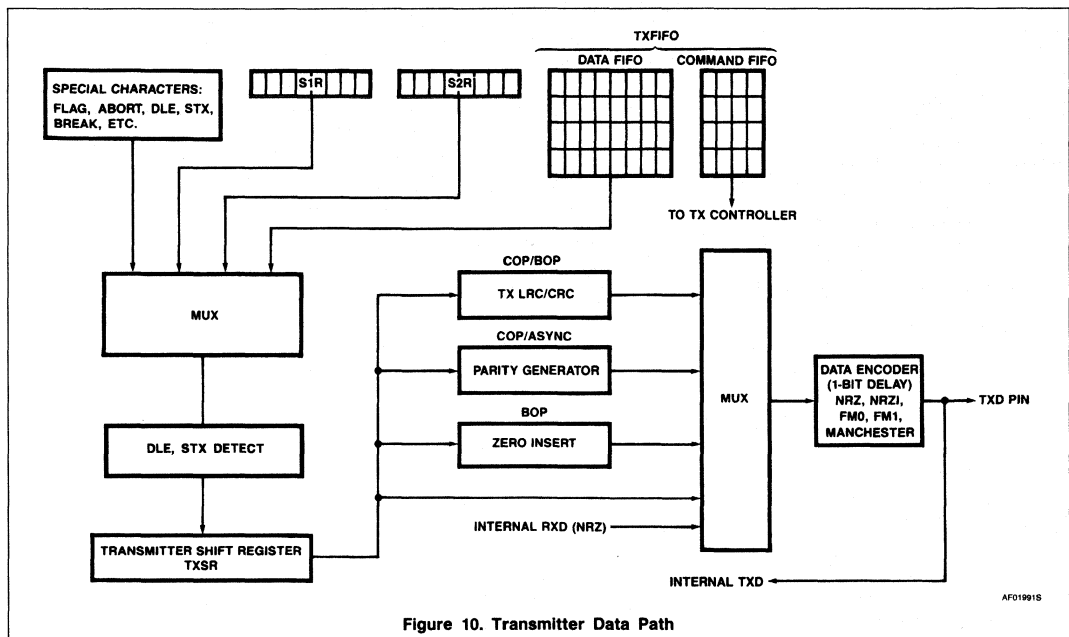 TXFIFO
DATA FIFO COMMAND FIFO
SPECIAL CHARACTERS:
FLAG, ABORT, DLE, STX,
BREAK, ETC.
S1R
S2R
TO TX CONTROLLER
MUX
DLE, STX DETECT
TRANSMITTER SHIFT REGISTER
TXSR
COP/BOP
TX LRC/CRC
COP/ASYNC
PARITY GENERATOR
BOP
ZERO INSERT
INTERNAL RXD (NRZ)
MUX
DATA ENCODER
(1-BIT DELAY)
NRZ, NRZI,
FM0, FM1,
MANCHESTER
TXD PIN
INTERNAL TXD
AF01991S
Figure 10. Transmitter Data Path